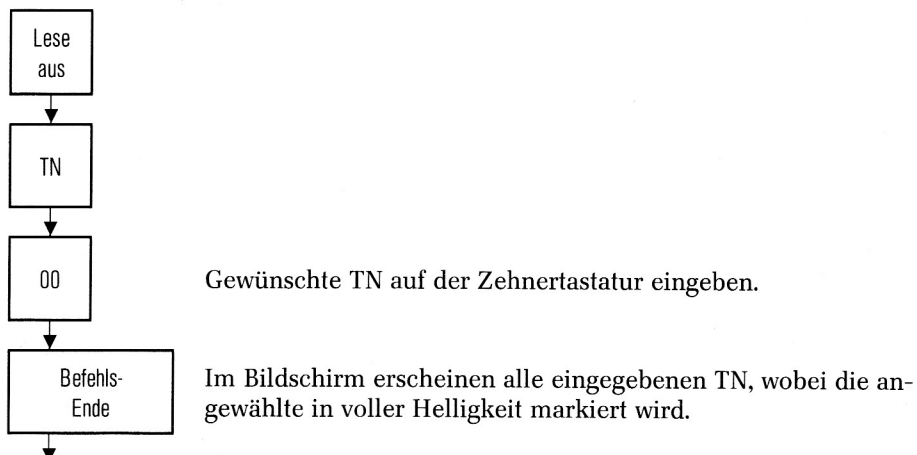 Lese
aus
TN
00
Gewünschte TN auf der Zehnertastatur eingeben.
Befehls-
Ende
Im Bildschirm erscheinen alle eingegebenen TN, wobei die an-
gewählte in voller Helligkeit markiert wird.